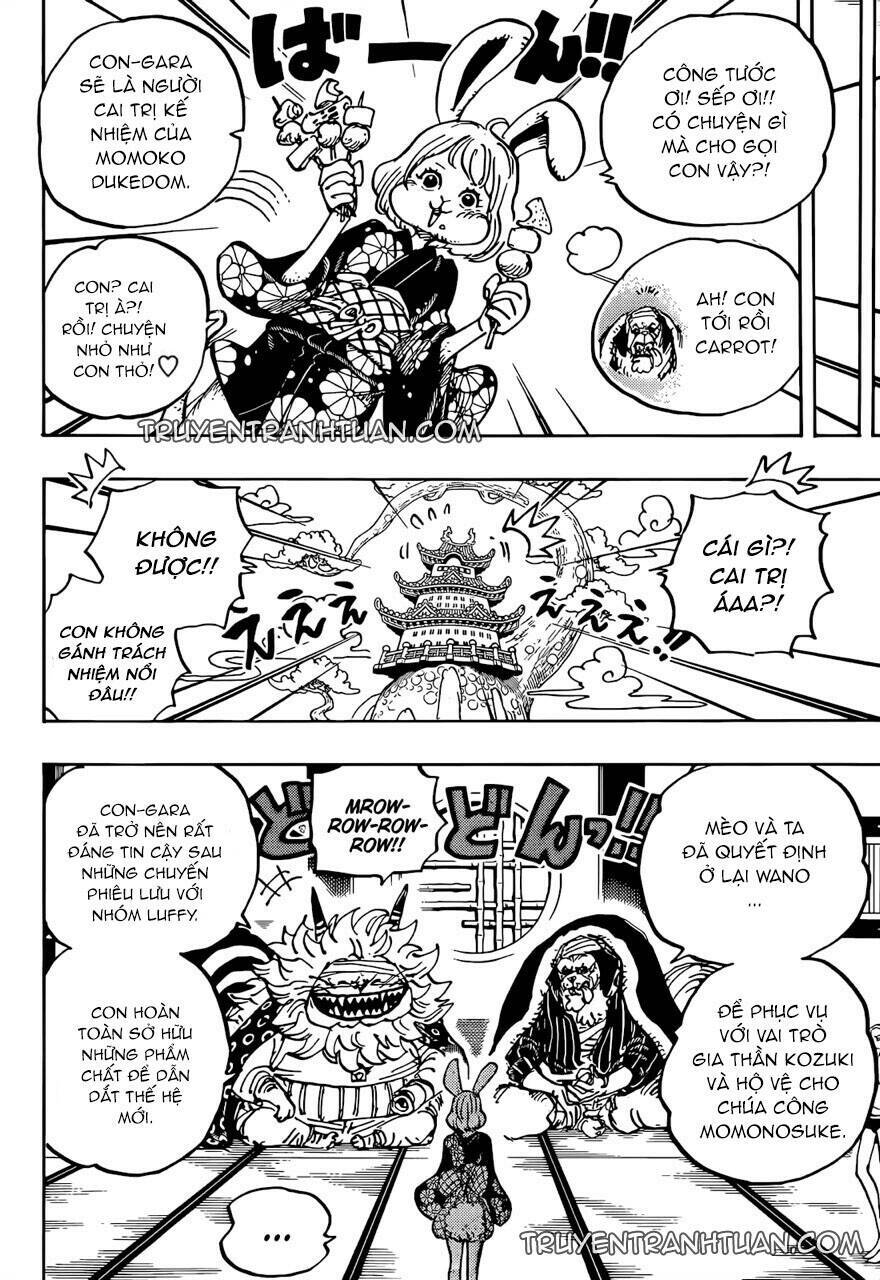 ばーん!!
CÔNG TƯỚC
ƠI! SẾP ƠI!!
CÓ CHUYỆN GÌ
MÀ CHO GỌI
CON VẬY?!
AH! CON
TỚI RỒI
CARROT!
CON-GARA
SẼ LÀ NGƯỜI
CAI TRỊ KẾ
NHIỆM CỦA
MOMOKO
DUKEDOM.
CON? CAI
TRỊ À?!
RỒI! CHUYỆN
NHỎ NHƯ
CON THỎ! ♡
TRUYENTRANHTUAN.COM
CÁI GÌ?!
CAI TRỊ
ÁAA?!
えええ
えええ!!
KHÔNG
ĐƯỢC!!
CON KHÔNG
GÁNH TRÁCH
NHIỆM NỔI
ĐÂU!!
どどんっ!!
MÈO VÀ TA
ĐÃ QUYẾT ĐỊNH
Ở LẠI WANO
...
ĐỂ PHỤC VỤ
VỚI VAI TRÒ
GIA THẦN KOZUKI
VÀ HỘ VỆ CHO
CHÚA CÔNG
MOMONOSUKE.
MROW-
ROW-ROW-
ROW!!
CON-GARA
ĐÃ TRỞ NÊN RẤT
ĐÁNG TIN CẬY SAU
NHỮNG CHUYẾN
PHIÊU LƯU VỚI
NHÓM LUFFY.
CON HOÀN
TOÀN SỞ HỮU
NHỮNG PHẨM
CHẤT ĐỂ DẪN
DẮT THẾ HỆ
MỚI.
...
TRUYENTRANHTUAN.COM